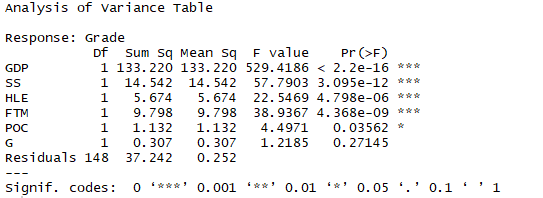 Analysis of Variance Table
Response: Grade
Df Sum Sq Mean Sq F value Pr(>F)
GDP 1 133.220 133.220 529.4186 < 2.2e-16 ***
SS 1 14.542 14.542 57.7903 3.095e-12 ***
HLE 1 5.674 5.674 22.5469 4.798e-06 ***
FTM 1 9.798 9.798 38.9367 4.368e-09 ***
POC 1 1.132 1.132 4.4971 0.03562 *
G 1 0.307 0.307 1.2185 0.27145
Residuals 148 37.242 0.252
---
Signif. codes: 0 ‘***’ 0.001 ‘**’ 0.01 ‘*’ 0.05 ‘.’ 0.1 ‘ ’ 1